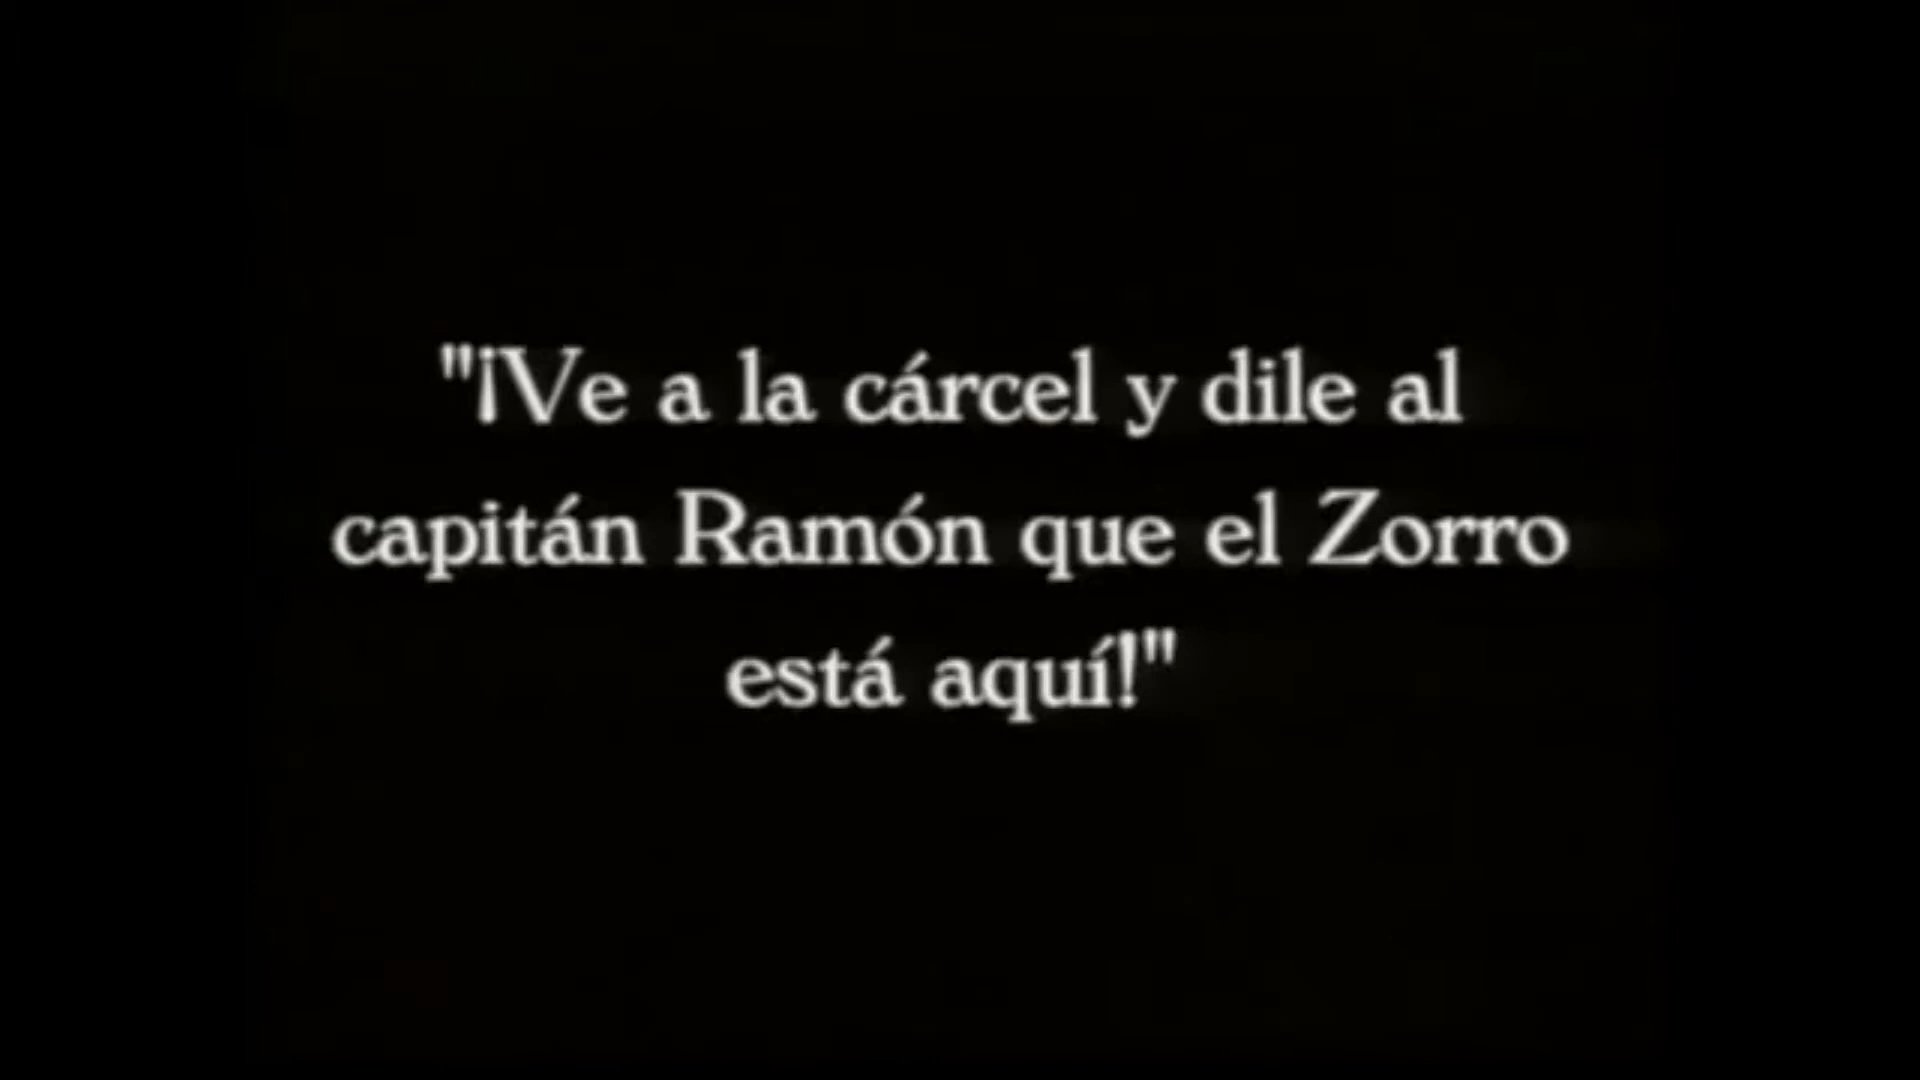 "¡Ve a la cárcel y dile al
capitán Ramón que el Zorro
está aquí!"